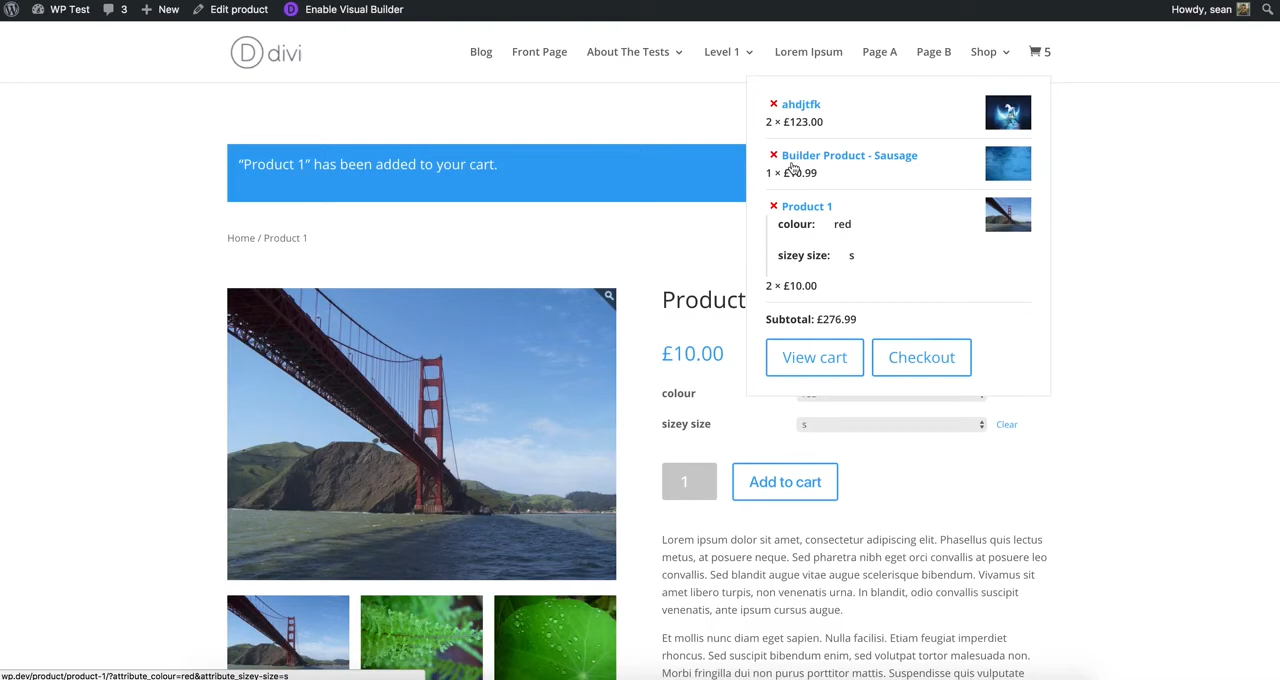 WP Test 3 New Edit product Enable Visual Builder Howdy, sean
D divi Blog Front Page About The Tests Level 1 Lorem Ipsum Page A Page B Shop 5
ahdjtfk
2 × £123.00
“Product 1” has been added to your cart.
Builder Product - Sausage
1 × .99
Product 1
colour: red
Home / Product 1
sizey size: s
2 × £10.00
Product
Subtotal: £276.99
£10.00
View cart Checkout
colour
sizey size s Clear
1 Add to cart
Lorem ipsum dolor sit amet, consectetur adipiscing elit. Phasellus quis lectus
metus, at posuere neque. Sed pharetra nibh eget orci convallis at posuere leo
convallis. Sed blandit augue vitae augue scelerisque bibendum. Vivamus sit
amet libero turpis, non venenatis urna. In blandit, odio convallis suscipit
venenatis, ante ipsum cursus augue.
Et mollis nunc diam eget sapien. Nulla facilisi. Etiam feugiat imperdiet
rhoncus. Sed suscipit bibendum enim, sed volutpat tortor malesuada non.
Morbi fringilla dui non purus porttitor mattis. Suspendisse quis vulputate
wp.dev/product/product-1/?attribute_colour=red&attribute_sizey-size=s